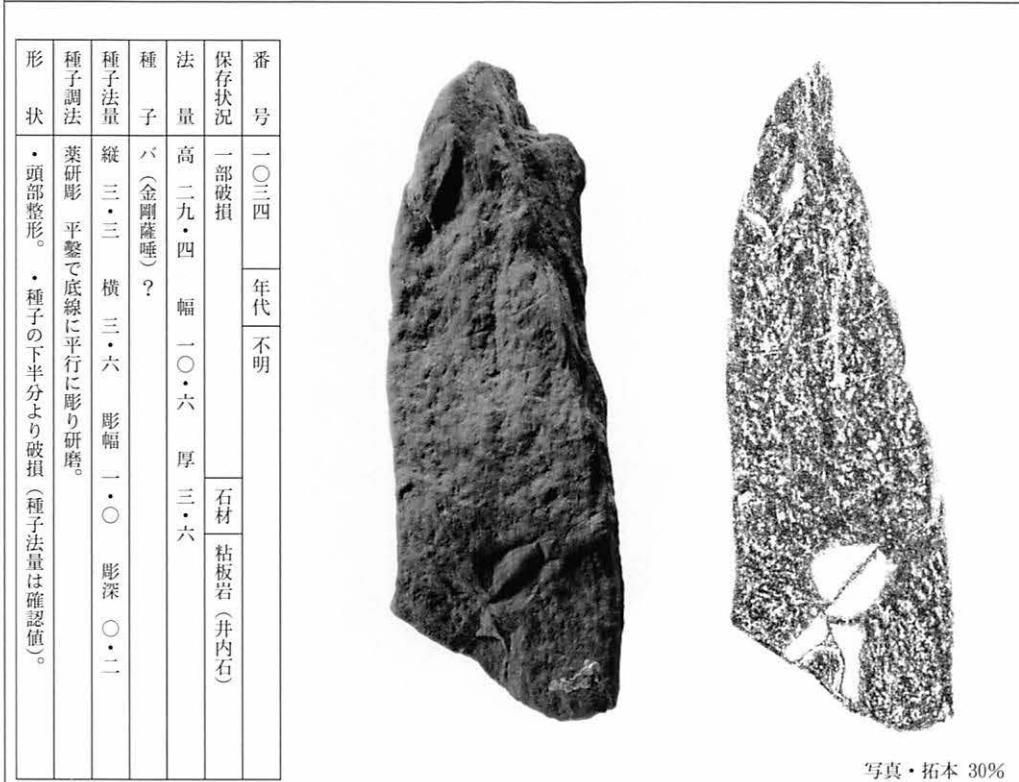 番号 一〇三四 年代 不明
保存状況 一部破損 石材 粘板岩（井内石）
法量 高 二九・四 幅 一〇・六 厚 三・六
種子 バ（金剛薩埵）？
種子法量 縦 三・三 横 三・六 彫幅 一・〇 彫深 〇・二
種子調法 薬研彫 平鑿で底線に平行に彫り研磨。
形状 ・頭部整形。 ・種子の下半分より破損（種子法量は確認値）。
写真・拓本 30%